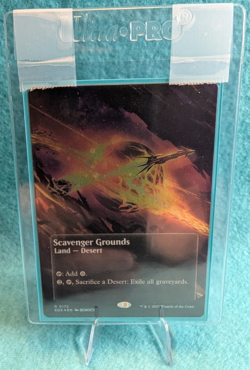 Ultra·PRO®
Scavenger Grounds
Land — Desert
: Add .
, , Sacrifice a Desert: Exile all graveyards